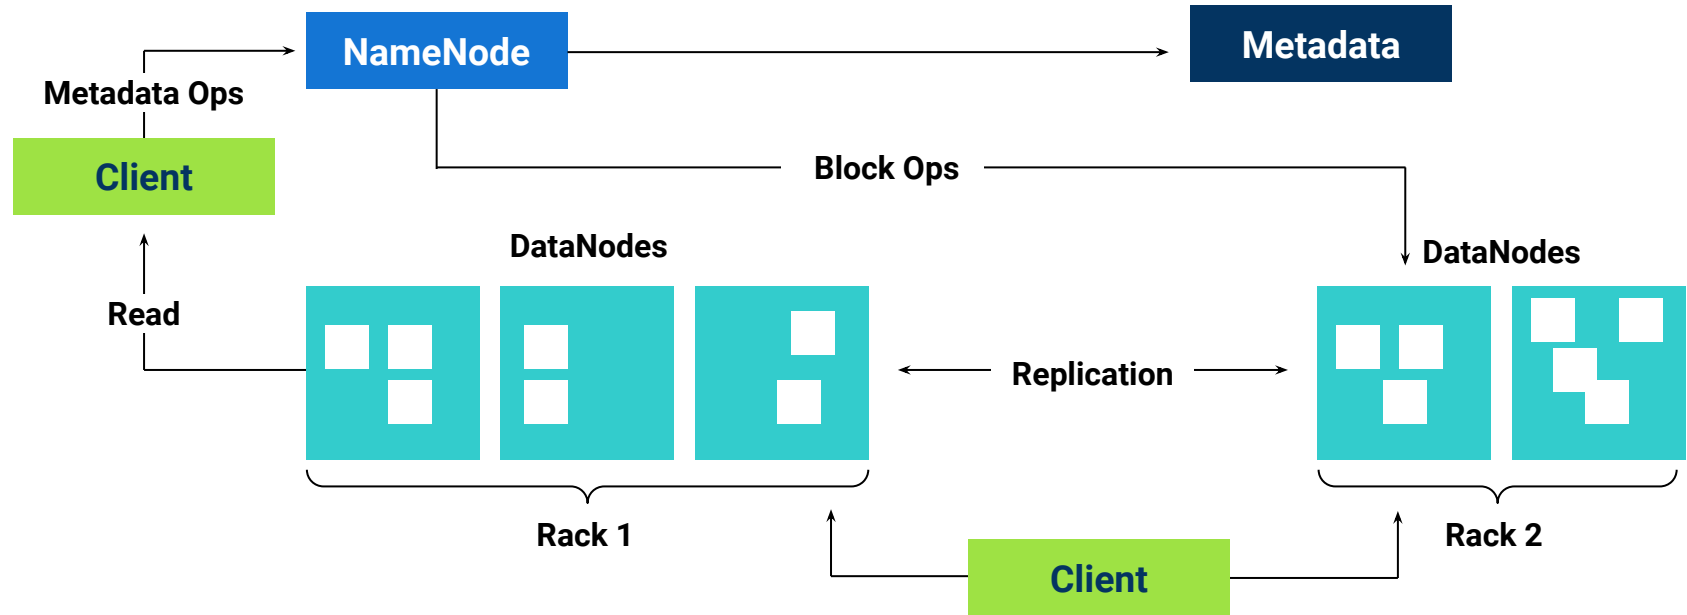 NameNode
Metadata
Metadata Ops
Client
Block Ops
DataNodes
DataNodes
Read
Replication
Rack 1
Rack 2
Client